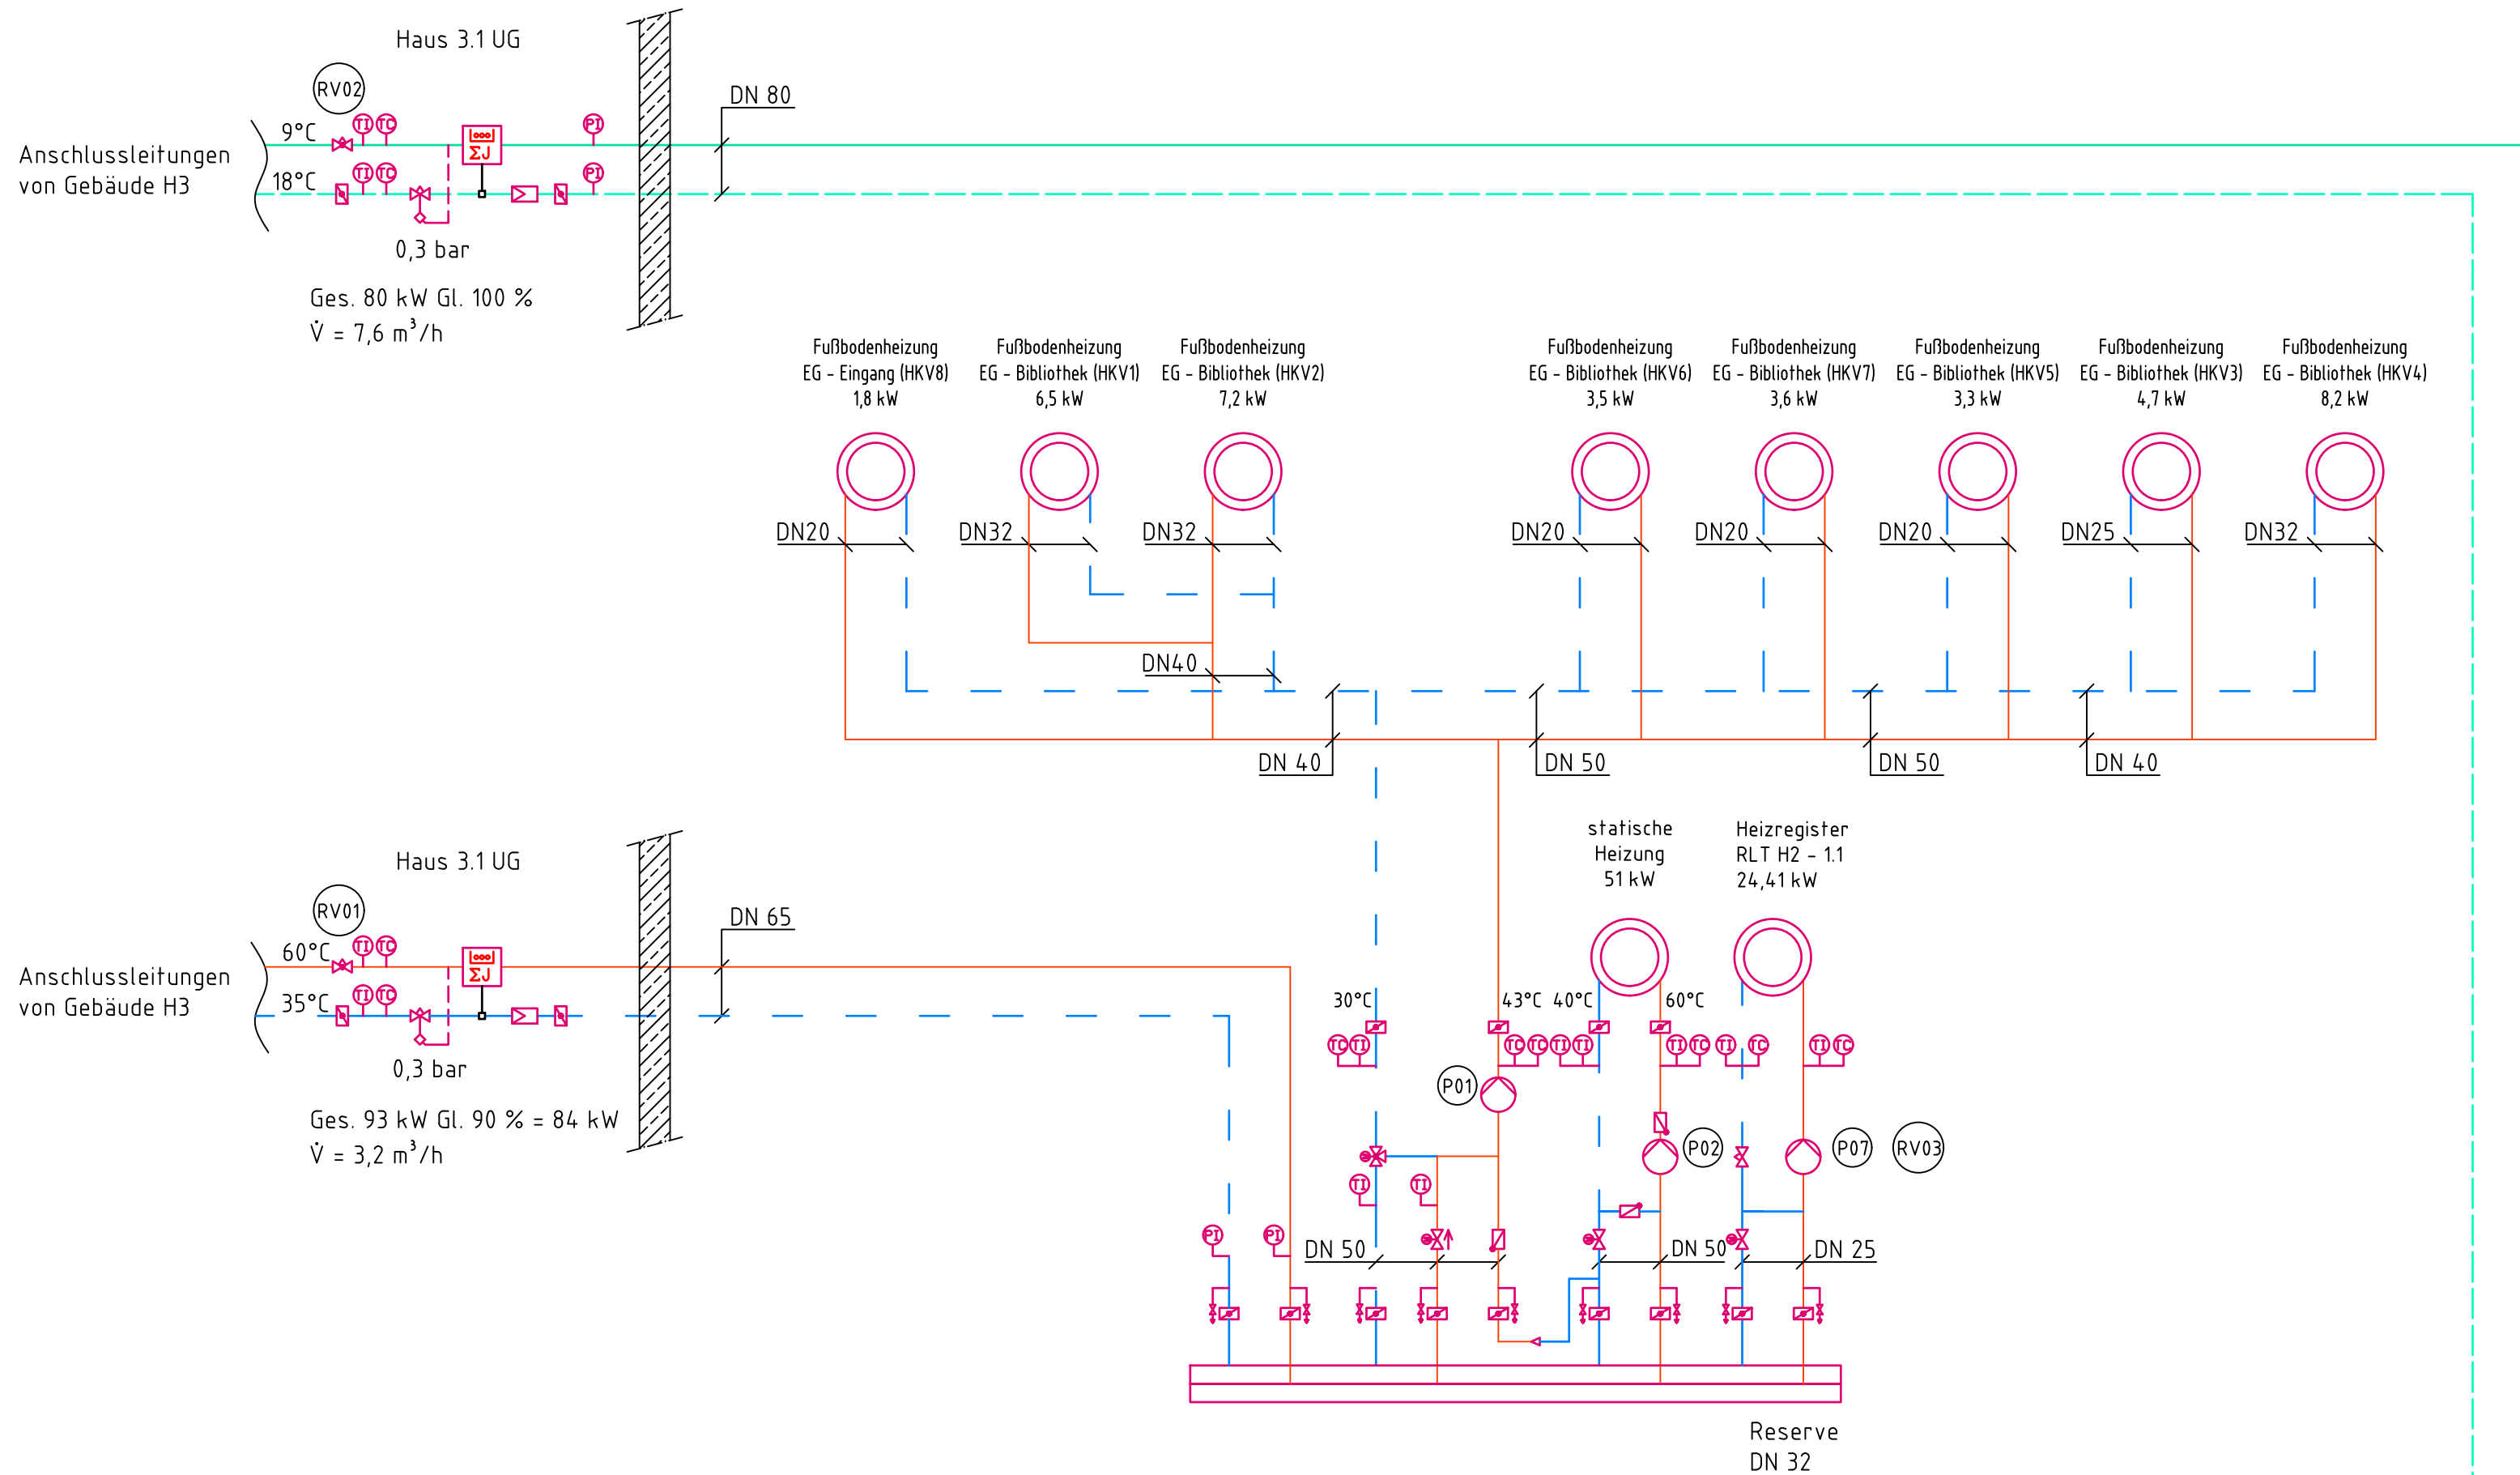 Haus 3.1 UG
RV02
DN 80
9°C
TI TC
ΣJ
PI
Anschlussleitungen
von Gebäude H3
18°C
TI TC
PI
0,3 bar
Ges. 80 kW Gl. 100 %
V̇ = 7,6 m³/h
Fußbodenheizung
EG - Eingang (HKV8)
1,8 kW
Fußbodenheizung
EG - Bibliothek (HKV1)
6,5 kW
Fußbodenheizung
EG - Bibliothek (HKV2)
7,2 kW
Fußbodenheizung
EG - Bibliothek (HKV6)
3,5 kW
Fußbodenheizung
EG - Bibliothek (HKV7)
3,6 kW
Fußbodenheizung
EG - Bibliothek (HKV5)
3,3 kW
Fußbodenheizung
EG - Bibliothek (HKV3)
4,7 kW
Fußbodenheizung
EG - Bibliothek (HKV4)
8,2 kW
DN20
DN32
DN32
DN20
DN20
DN20
DN25
DN32
DN40
DN 40
DN 50
DN 50
DN 40
Haus 3.1 UG
RV01
DN 65
60°C
TI TC
ΣJ
Anschlussleitungen
von Gebäude H3
35°C
TI TC
0,3 bar
Ges. 93 kW Gl. 90 % = 84 kW
V̇ = 3,2 m³/h
statische
Heizung
51 kW
Heizregister
RLT H2 - 1.1
24,41 kW
30°C
43°C
40°C
60°C
TC TI
TC TC TI TI
TI TC
TI TC
TI TC
P01
P02
P07
RV03
TI
TI
PI
PI
DN 50
DN 50
DN 25
Reserve
DN 32